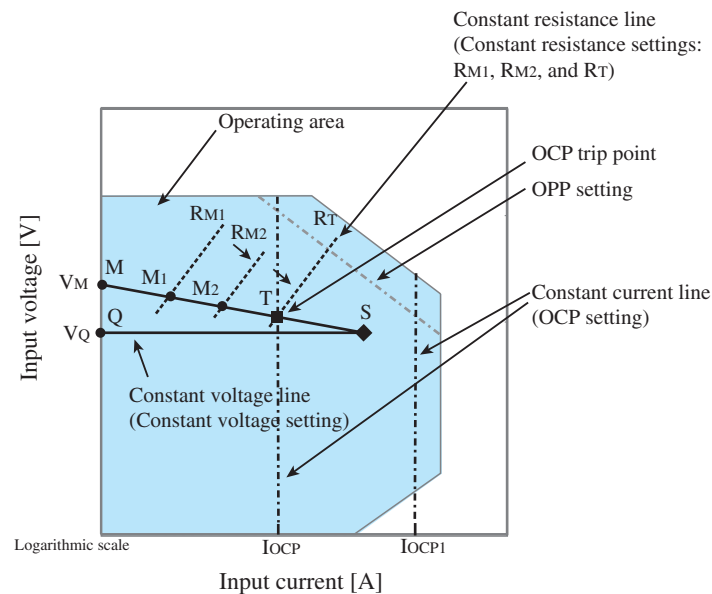 Constant resistance line
(Constant resistance settings:
RM1, RM2, and RT)
Operating area
OCP trip point
OPP setting
RM1
RT
RM2
VM
M
M1
M2
T
S
Constant current line
(OCP setting)
VQ
Q
Constant voltage line
(Constant voltage setting)
Input voltage [V]
Logarithmic scale
IOCP
IOCP1
Input current [A]